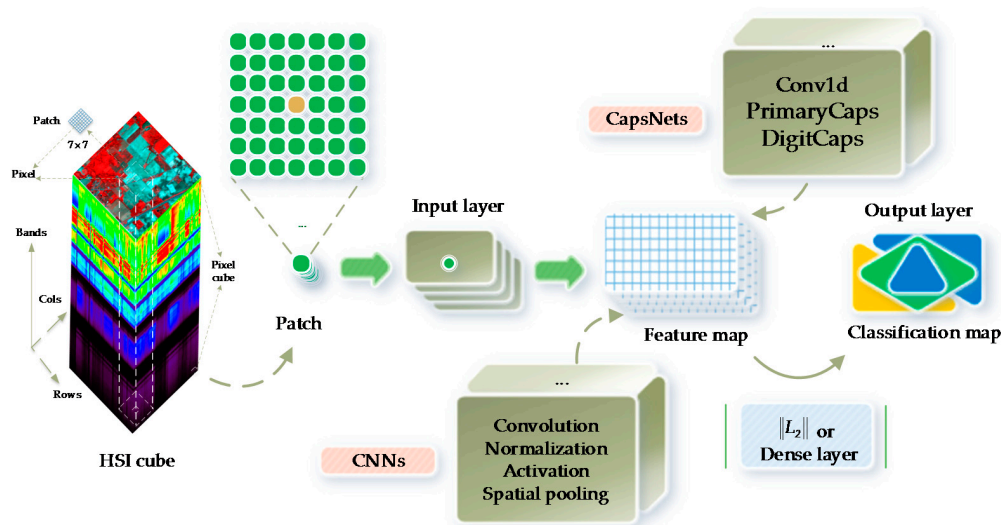 ...
Conv1d
PrimaryCaps
DigitCaps
CapsNets
Patch
7×7
Pixel
Bands
Cols
Rows
Pixel
cube
HSI cube
...
Patch
Input layer
Feature map
Output layer
Classification map
...
Convolution
Normalization
Activation
Spatial pooling
CNNs
‖L₂‖ or
Dense layer